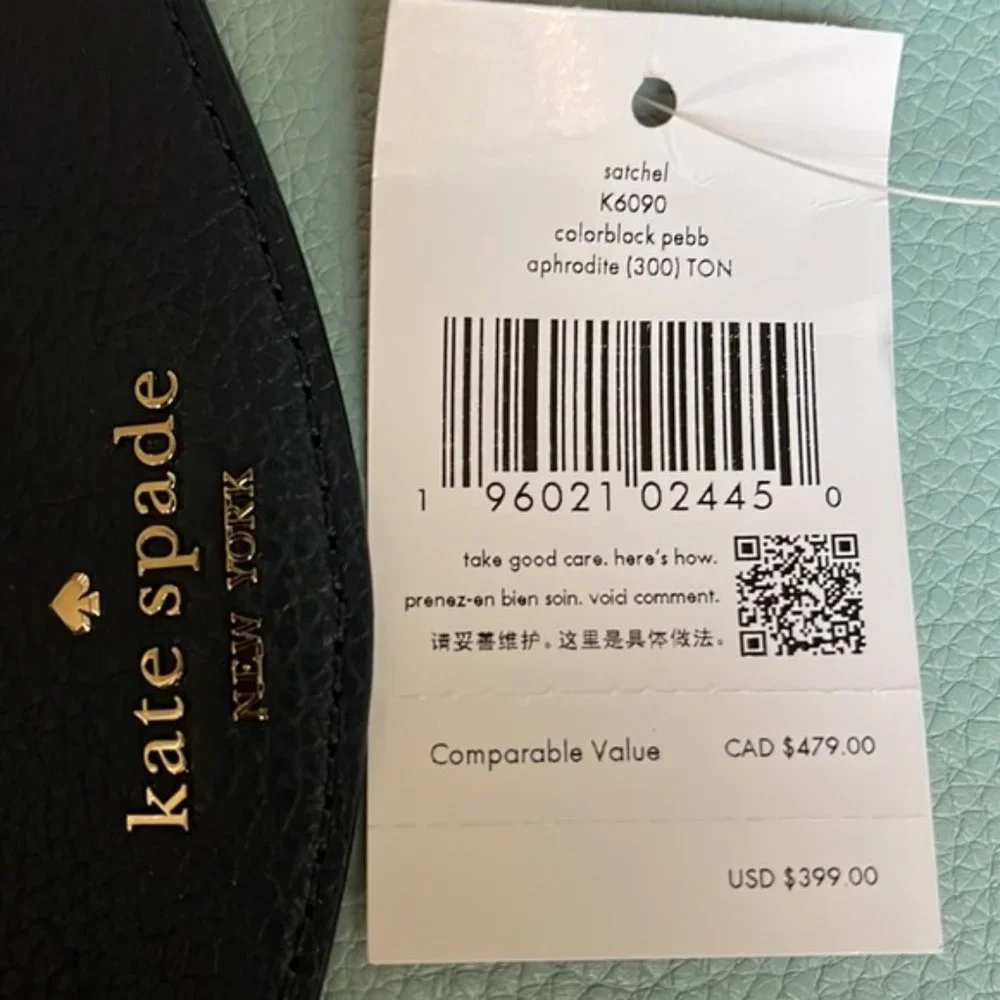 kate spade
NEW YORK
satchel
K6090
colorblock pebb
aphrodite (300) TON
1 96021 02445 0
take good care. here's how.
prenez-en bien soin. voici comment.
请妥善维护。这里是具体做法。
Comparable Value CAD $479.00
USD $399.00